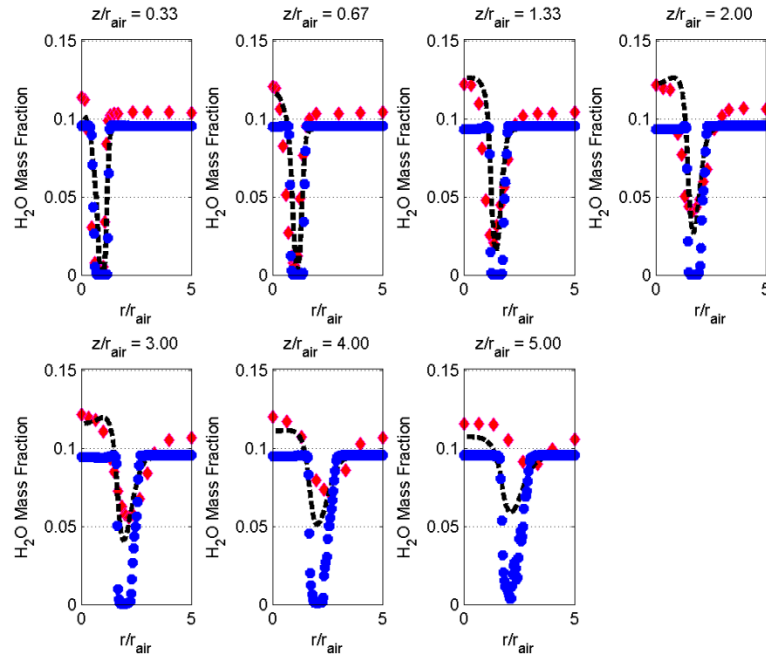 z/r_air = 0.33
z/r_air = 0.67
z/r_air = 1.33
z/r_air = 2.00
0.15
0.1
0.05
0
H₂O Mass Fraction
0
5
r/r_air
0.15
0.1
0.05
0
H₂O Mass Fraction
0
5
r/r_air
0.15
0.1
0.05
0
H₂O Mass Fraction
0
5
r/r_air
0.15
0.1
0.05
0
H₂O Mass Fraction
0
5
r/r_air
z/r_air = 3.00
z/r_air = 4.00
z/r_air = 5.00
0.15
0.1
0.05
0
H₂O Mass Fraction
0
5
r/r_air
0.15
0.1
0.05
0
H₂O Mass Fraction
0
5
r/r_air
0.15
0.1
0.05
0
H₂O Mass Fraction
0
5
r/r_air